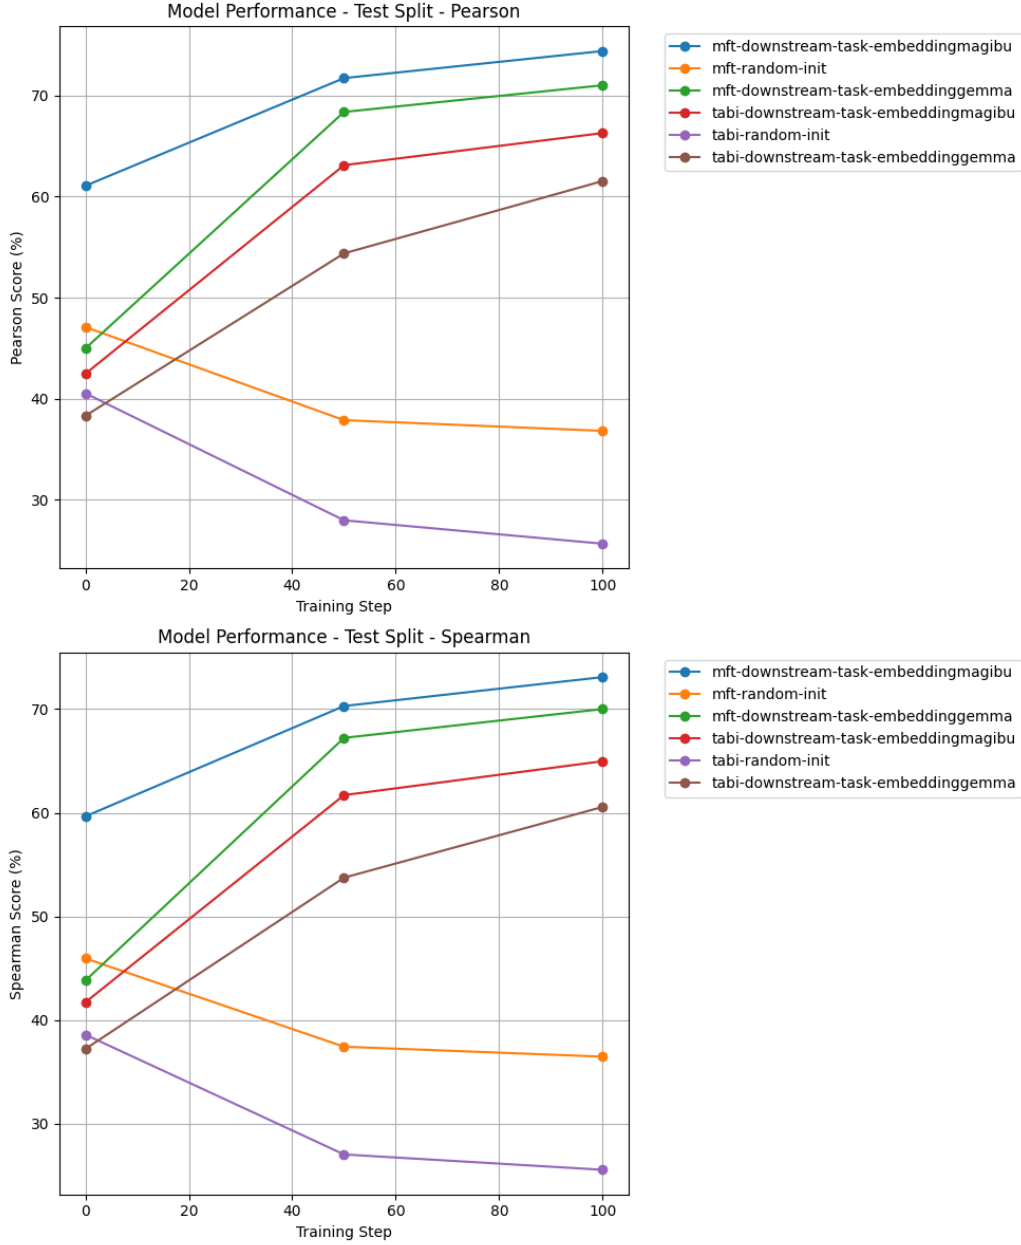 Model Performance - Test Split - Pearson
70
60
50
40
30
Pearson Score (%)
0 20 40 60 80 100
Training Step
mft-downstream-task-embeddingmagibu
mft-random-init
mft-downstream-task-embeddinggemma
tabi-downstream-task-embeddingmagibu
tabi-random-init
tabi-downstream-task-embeddinggemma
Model Performance - Test Split - Spearman
70
60
50
40
30
Spearman Score (%)
0 20 40 60 80 100
Training Step
mft-downstream-task-embeddingmagibu
mft-random-init
mft-downstream-task-embeddinggemma
tabi-downstream-task-embeddingmagibu
tabi-random-init
tabi-downstream-task-embeddinggemma